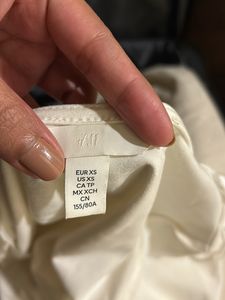 H&M
EUR XS
US XS
CA TP
MX XCH
CN
155/80A